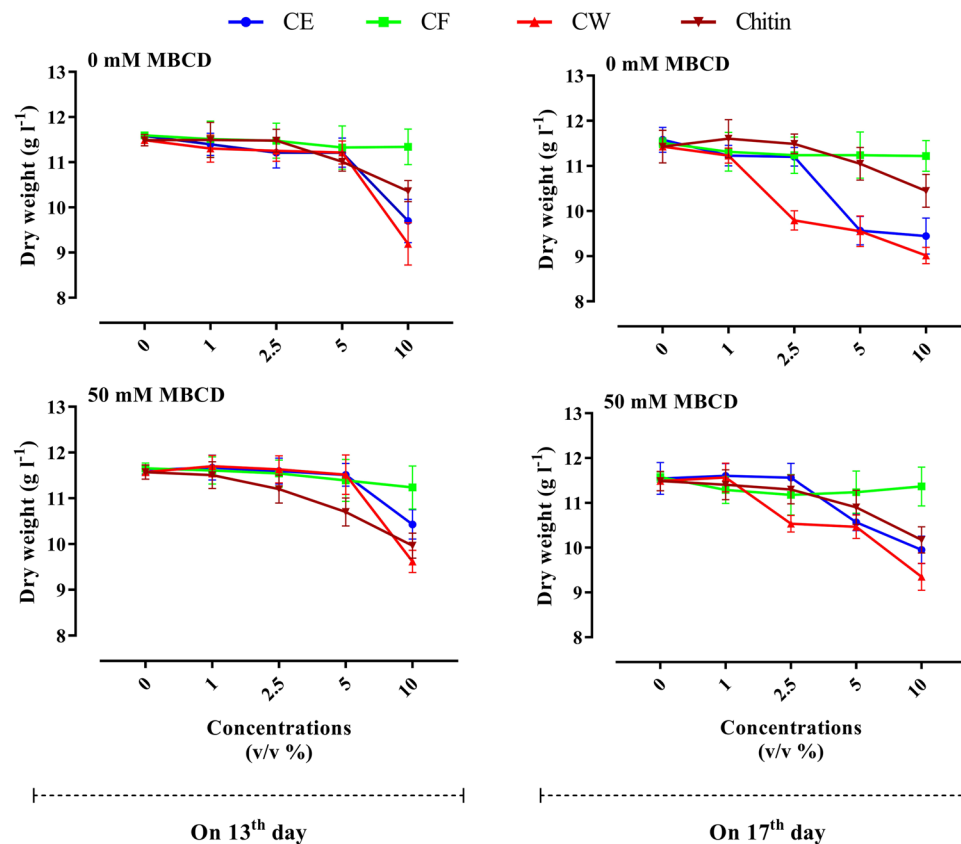 CE CF CW Chitin
0 mM MBCD
Dry weight (g l⁻¹)
13
12
11
10
9
8
0 1 2.5 5 10
0 mM MBCD
Dry weight (g l⁻¹)
13
12
11
10
9
8
0 1 2.5 5 10
50 mM MBCD
Dry weight (g l⁻¹)
13
12
11
10
9
8
0 1 2.5 5 10
Concentrations
(v/v %)
On 13th day
50 mM MBCD
Dry weight (g l⁻¹)
13
12
11
10
9
8
0 1 2.5 5 10
Concentrations
(v/v %)
On 17th day